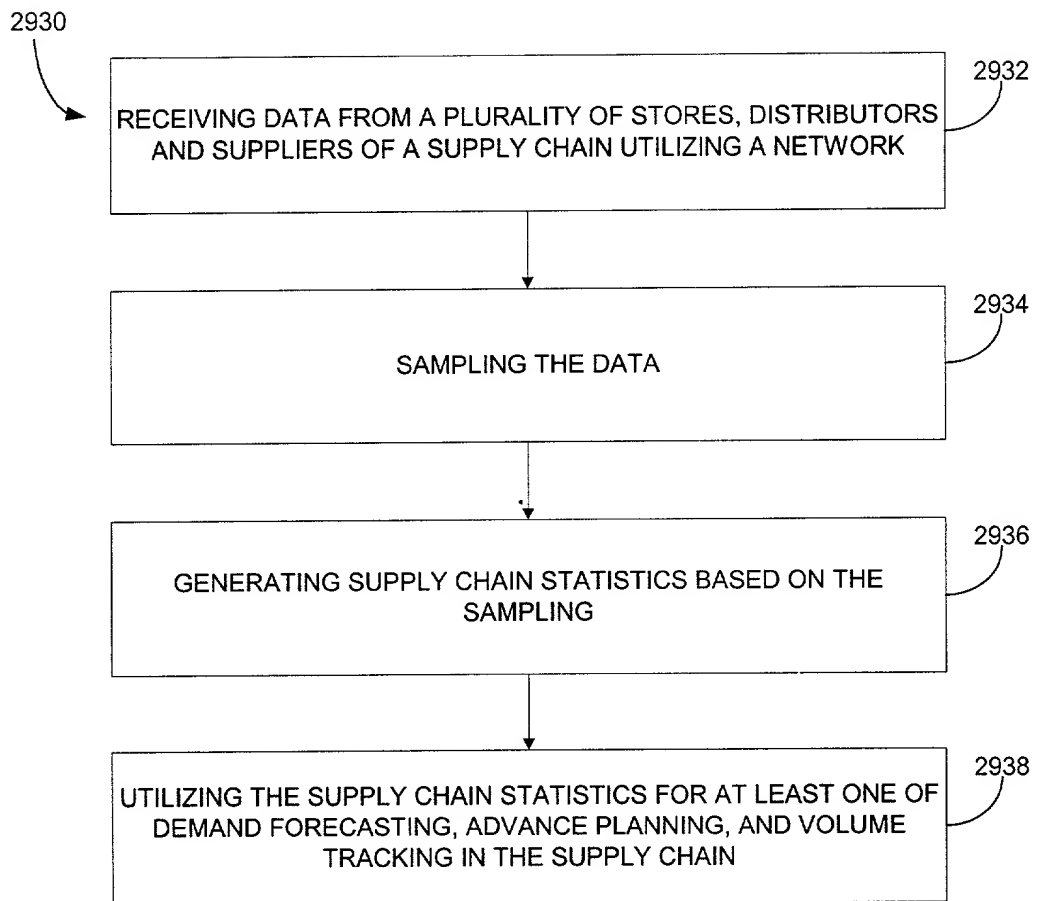 2930
2932
RECEIVING DATA FROM A PLURALITY OF STORES, DISTRIBUTORS
AND SUPPLIERS OF A SUPPLY CHAIN UTILIZING A NETWORK
2934
SAMPLING THE DATA
2936
GENERATING SUPPLY CHAIN STATISTICS BASED ON THE
SAMPLING
2938
UTILIZING THE SUPPLY CHAIN STATISTICS FOR AT LEAST ONE OF
DEMAND FORECASTING, ADVANCE PLANNING, AND VOLUME
TRACKING IN THE SUPPLY CHAIN